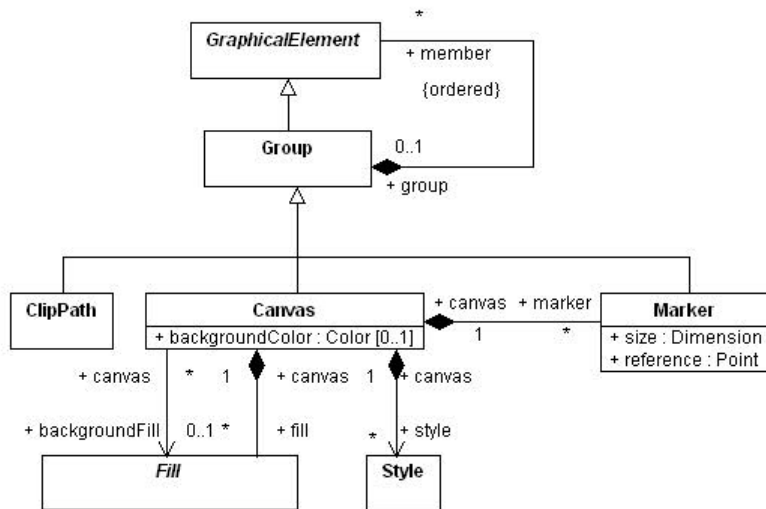 *
GraphicalElement
+ member
{ordered}
Group
0..1
+ group
ClipPath
Canvas
+ backgroundColor : Color [0..1]
+ canvas
+ marker
1
*
Marker
+ size : Dimension
+ reference : Point
+ canvas
*
1
+ canvas
1
+ canvas
+ backgroundFill
0..1
*
+ fill
*
+ style
Fill
Style